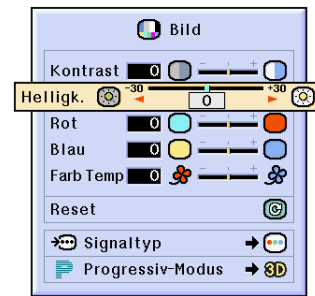 Bild
Kontrast 0 - +
Helligk. -30 0 +30
Rot 0 - +
Blau 0 - +
Farb Temp 0 - +
Reset
Signaltyp
Progressiv-Modus 3D